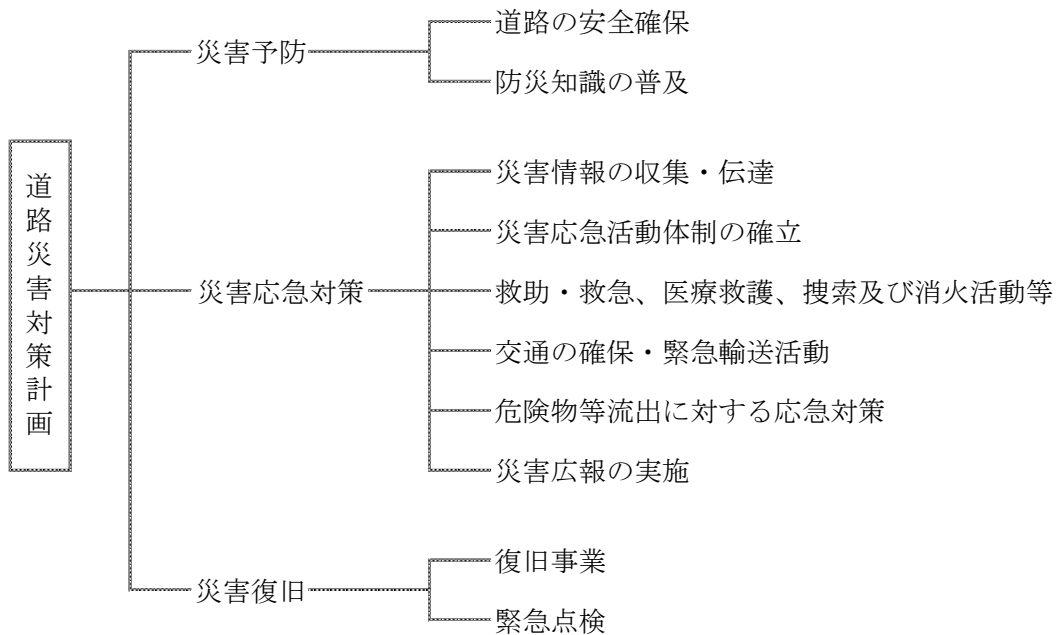 道路災害対策計画
災害予防
道路の安全確保
防災知識の普及
災害応急対策
災害情報の収集・伝達
災害応急活動体制の確立
救助・救急、医療救護、捜索及び消火活動等
交通の確保・緊急輸送活動
危険物等流出に対する応急対策
災害広報の実施
災害復旧
復旧事業
緊急点検